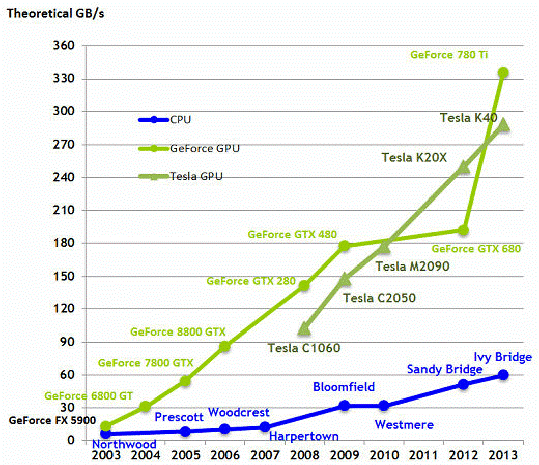 Theoretical GB/s
360
330
300
270
240
210
180
150
120
90
60
30
0
CPU
GeForce GPU
Tesla GPU
GeForce 780 Ti
Tesla K40
Tesla K20X
GeForce GTX 480
GeForce GTX 680
Tesla M2090
GeForce GTX 280
Tesla C2050
GeForce 8800 GTX
Tesla C1060
GeForce 7800 GTX
Ivy Bridge
Sandy Bridge
GeForce 6800 GT
Bloomfield
Prescott
Woodcrest
GeForce FX 5900
Westmere
Harpertown
Northwood
2003 2004 2005 2006 2007 2008 2009 2010 2011 2012 2013